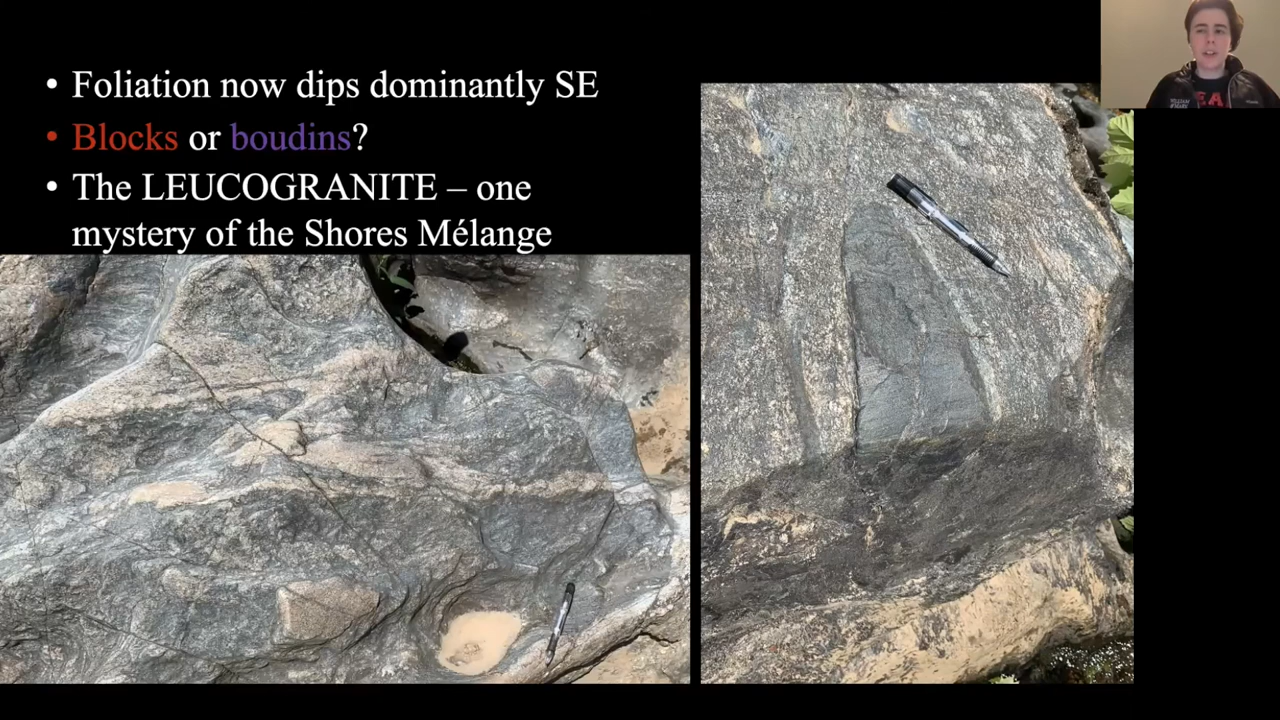 • Foliation now dips dominantly SE
• Blocks or boudins?
• The LEUCOGRANITE – one
mystery of the Shores Mélange